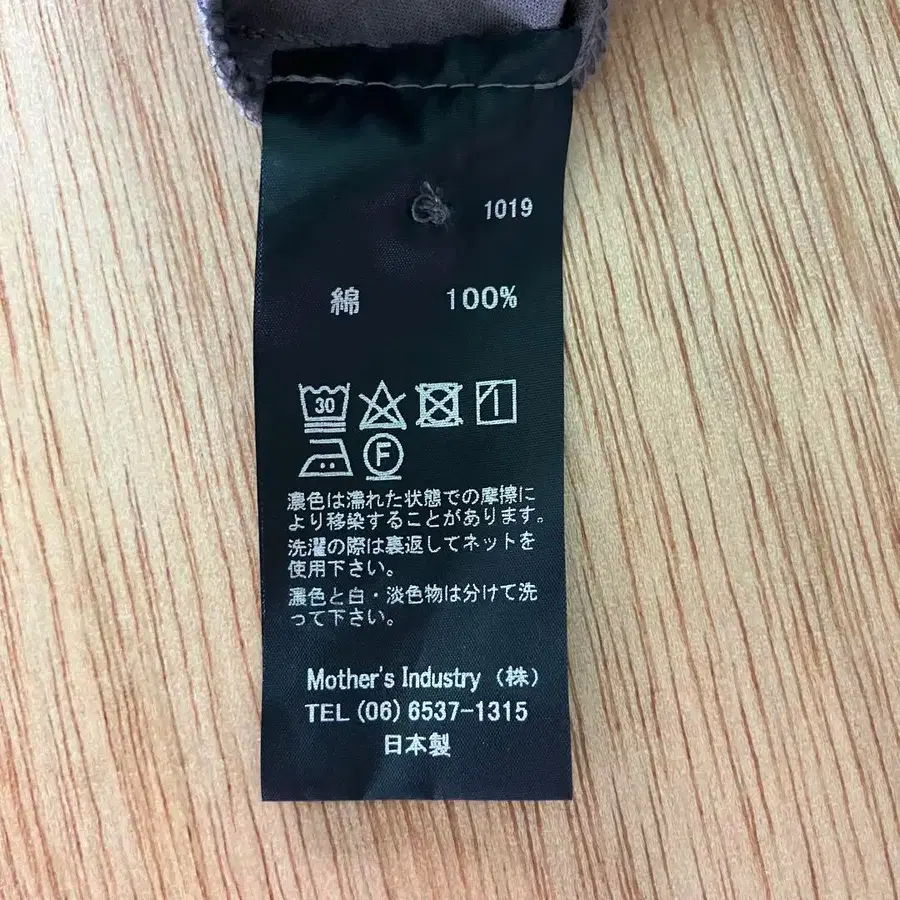 1019
綿 100%
30
F
濃色は濡れた状態での摩擦に
より移染することがあります。
洗濯の際は裏返してネットを
使用下さい。
濃色と白・淡色物は分けて洗
って下さい。
Mother's Industry (株)
TEL (06) 6537-1315
日本製